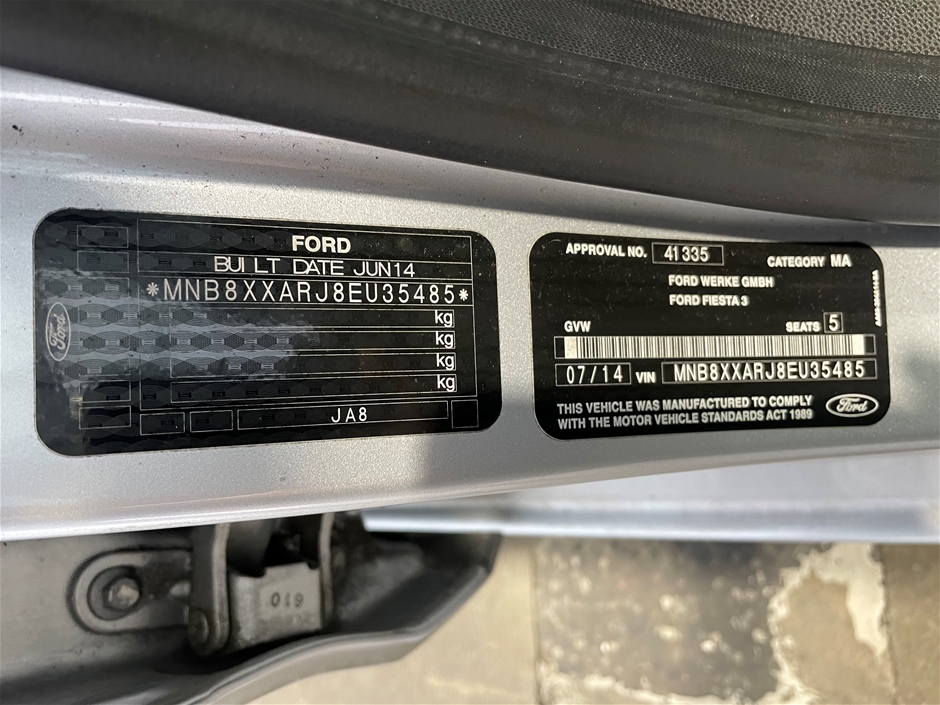 FORD
BUILT DATE JUN14
*MNB8XXARJ8EU35485*
kg
kg
kg
kg
JA8
Ford
APPROVAL NO. 41335
CATEGORY MA
FORD WERKE GMBH
FORD FIESTA 3
GVW
SEATS 5
07/14 VIN MNB8XXARJ8EU35485
THIS VEHICLE WAS MANUFACTURED TO COMPLY
WITH THE MOTOR VEHICLE STANDARDS ACT 1989
Ford
610